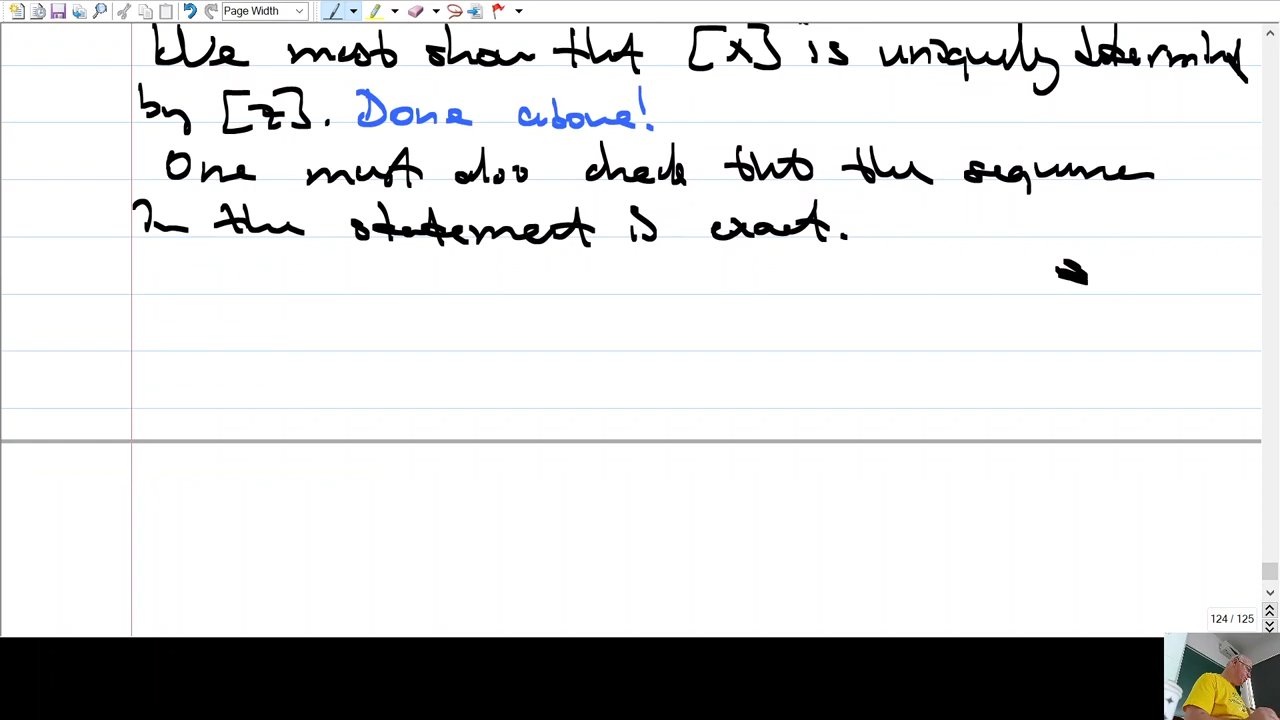 Page Width
We must show that [x] is uniquely determined
by [z]. Done above!
One must also check that the sequence
in the statement is exact.
124 / 125